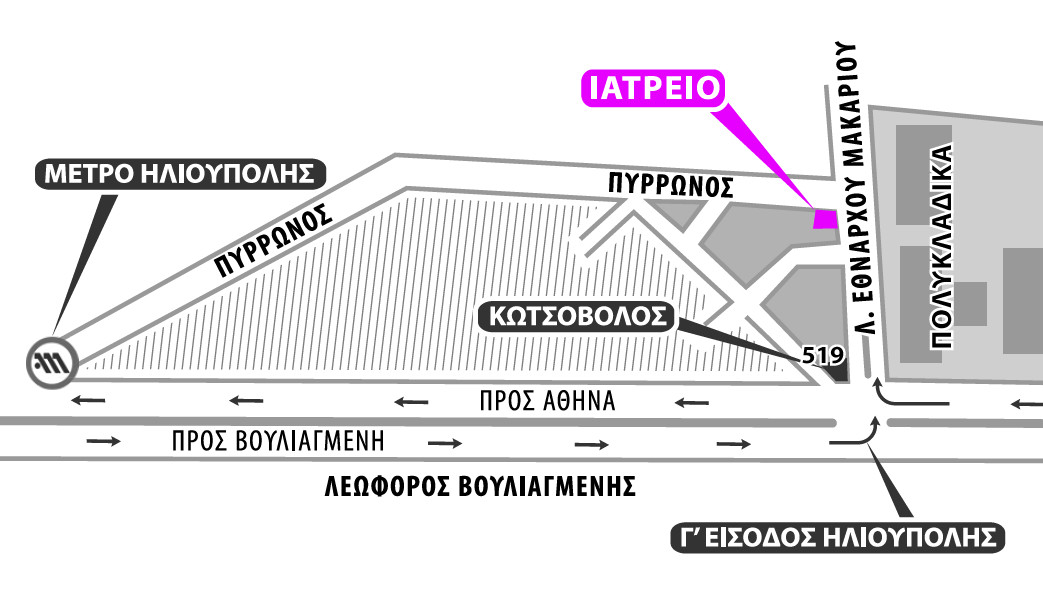 Λ. ΕΘΝΑΡΧΟΥ ΜΑΚΑΡΙΟΥ
ΙΑΤΡΕΙΟ
ΠΟΛΥΚΛΑΔΙΚΑ
ΜΕΤΡΟ ΗΛΙΟΥΠΟΛΗΣ
ΠΥΡΡΩΝΟΣ
ΠΥΡΡΩΝΟΣ
ΚΩΤΣΟΒΟΛΟΣ
519
ΠΡΟΣ ΑΘΗΝΑ
ΠΡΟΣ ΒΟΥΛΙΑΓΜΕΝΗ
ΛΕΩΦΟΡΟΣ ΒΟΥΛΙΑΓΜΕΝΗΣ
Γ’ ΕΙΣΟΔΟΣ ΗΛΙΟΥΠΟΛΗΣ